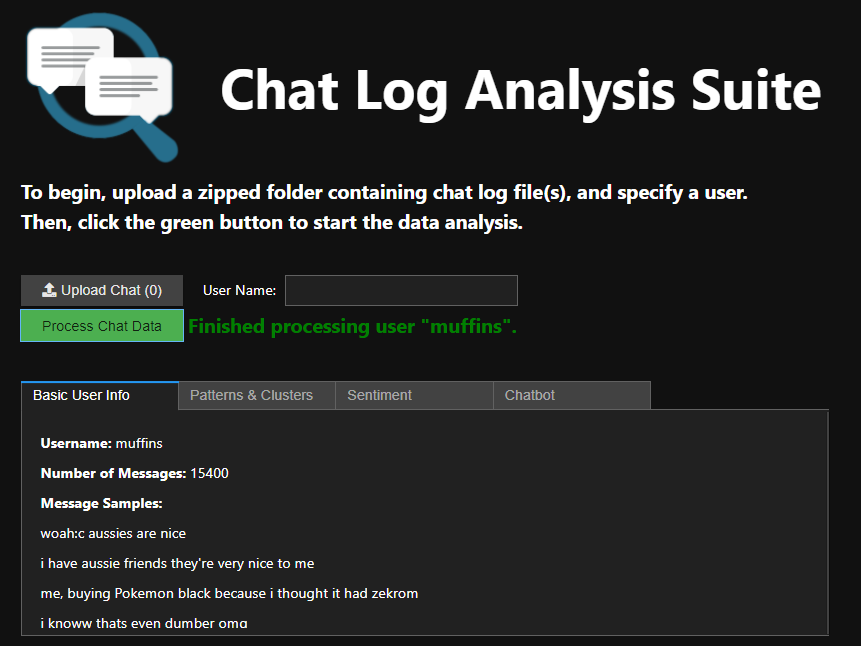 Chat Log Analysis Suite
To begin, upload a zipped folder containing chat log file(s), and specify a user.
Then, click the green button to start the data analysis.
Upload Chat (0) User Name:
Process Chat Data Finished processing user "muffins".
Basic User Info Patterns & Clusters Sentiment Chatbot
Username: muffins
Number of Messages: 15400
Message Samples:
woah:c aussies are nice
i have aussie friends they're very nice to me
me, buying Pokemon black because i thought it had zekrom
i knoww thats even dumber omg